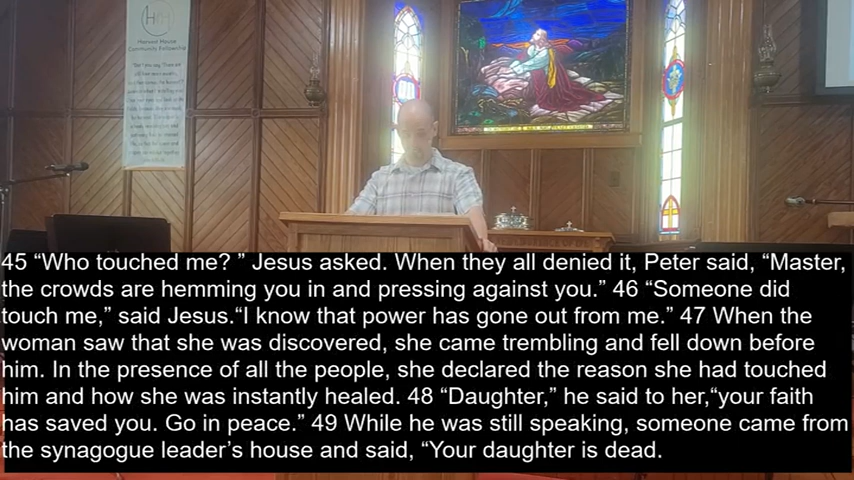 HH
Harvest House
Community Fellowship
45 “Who touched me? ” Jesus asked. When they all denied it, Peter said, “Master,
the crowds are hemming you in and pressing against you.” 46 “Someone did
touch me,” said Jesus.“I know that power has gone out from me.” 47 When the
woman saw that she was discovered, she came trembling and fell down before
him. In the presence of all the people, she declared the reason she had touched
him and how she was instantly healed. 48 “Daughter,” he said to her,“your faith
has saved you. Go in peace.” 49 While he was still speaking, someone came from
the synagogue leader’s house and said, “Your daughter is dead.